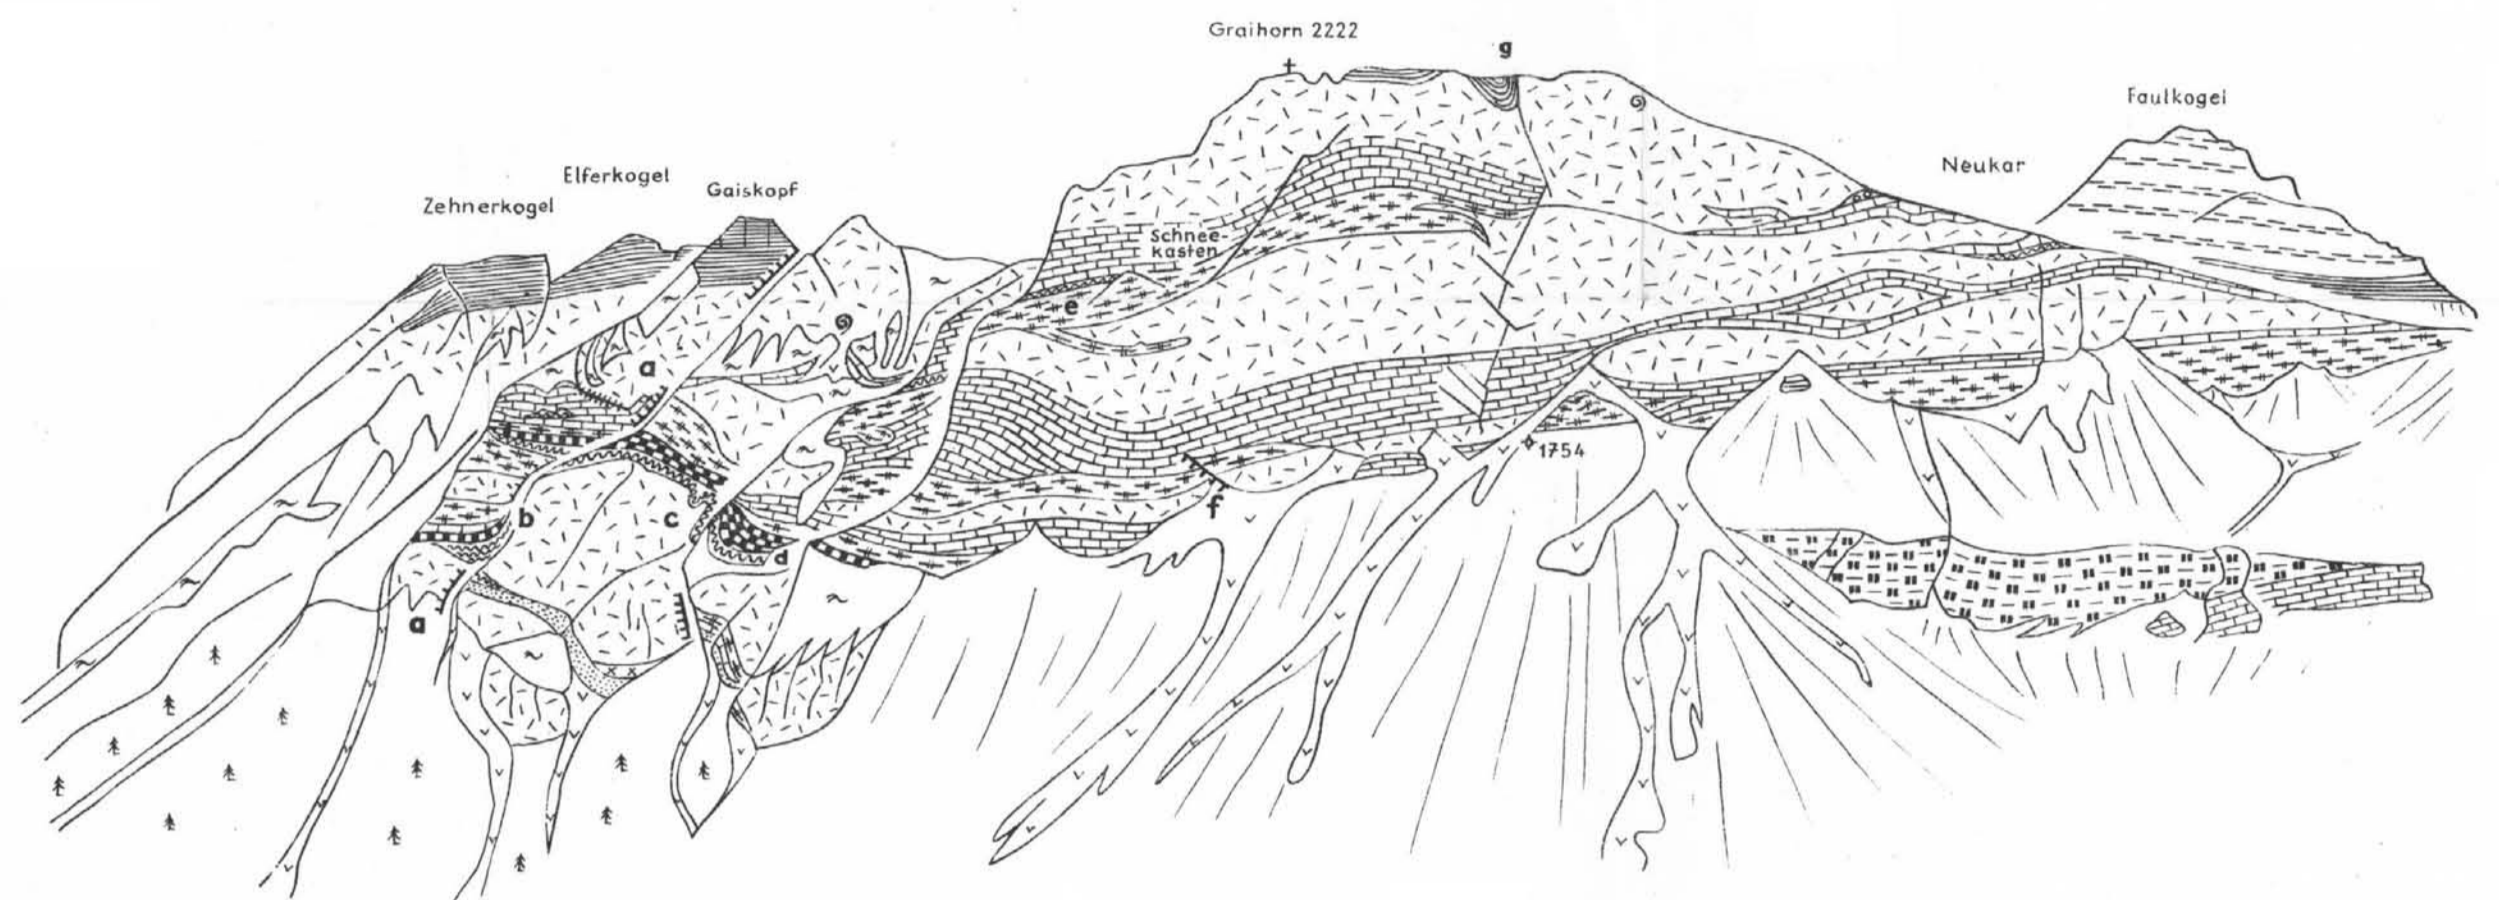 Graihorn 2222
g
Faulkogel
Neukar
Elferkogel
Gaiskopf
Zehnerkogel
Schnee-
kasten
e
a
1754
b
c
f
d
a